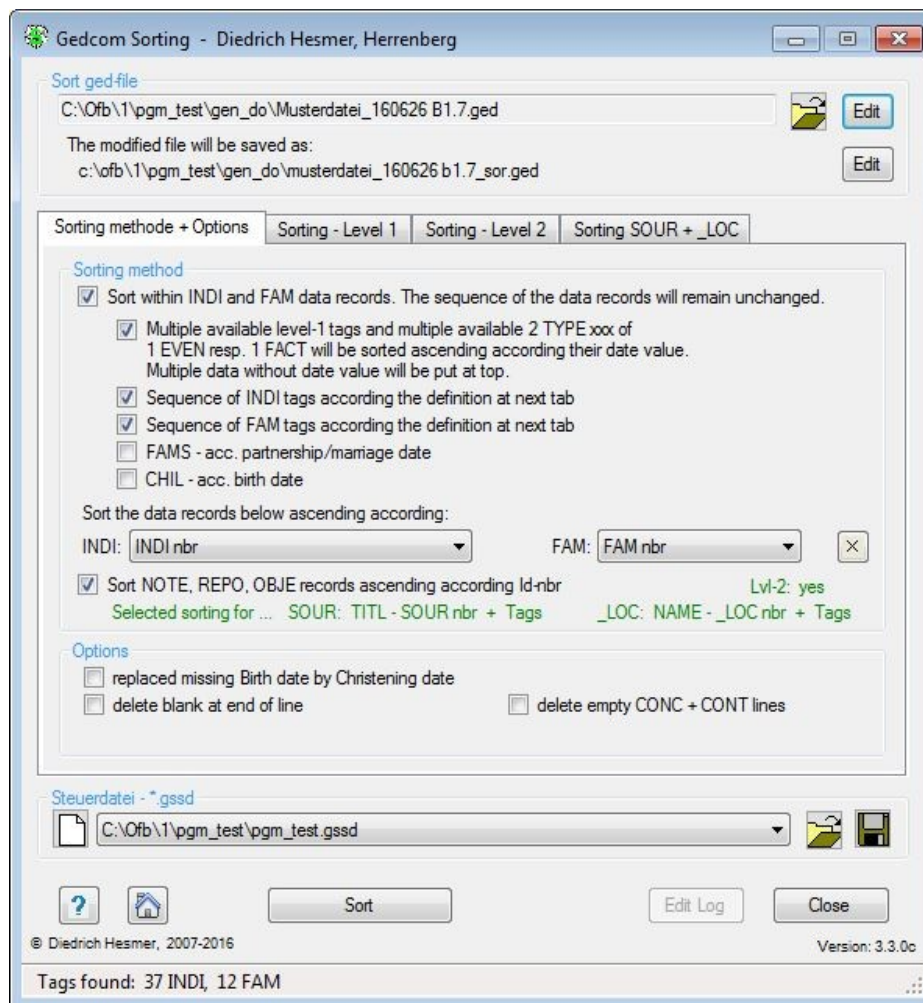 Gedcom Sorting - Diedrich Hesmer, Herrenberg
Sort ged-file
C:\Ofb\1\pgm_test\gen_do\Musterdatei_160626 B1.7.ged
Edit
The modified file will be saved as:
c:\ofb\1\pgm_test\gen_do\musterdatei_160626 b1.7_sor.ged
Edit
Sorting methode + Options
Sorting - Level 1
Sorting - Level 2
Sorting SOUR + _LOC
Sorting method
Sort within INDI and FAM data records. The sequence of the data records will remain unchanged.
Multiple available level-1 tags and multiple available 2 TYPE xxx of
1 EVEN resp. 1 FACT will be sorted ascending according their date value.
Multiple data without date value will be put at top.
Sequence of INDI tags according the definition at next tab
Sequence of FAM tags according the definition at next tab
FAMS - acc. partnership/marriage date
CHIL - acc. birth date
Sort the data records below ascending according:
INDI: INDI nbr
FAM: FAM nbr
Sort NOTE, REPO, OBJE records ascending according Id-nbr
Lvl-2: yes
Selected sorting for ... SOUR: TITL - SOUR nbr + Tags
_LOC: NAME - _LOC nbr + Tags
Options
replaced missing Birth date by Christening date
delete blank at end of line
delete empty CONC + CONT lines
Steuerdatei - *.gssd
C:\Ofb\1\pgm_test\pgm_test.gssd
?
Sort
Edit Log
Close
© Diedrich Hesmer, 2007-2016
Version: 3.3.0c
Tags found: 37 INDI, 12 FAM